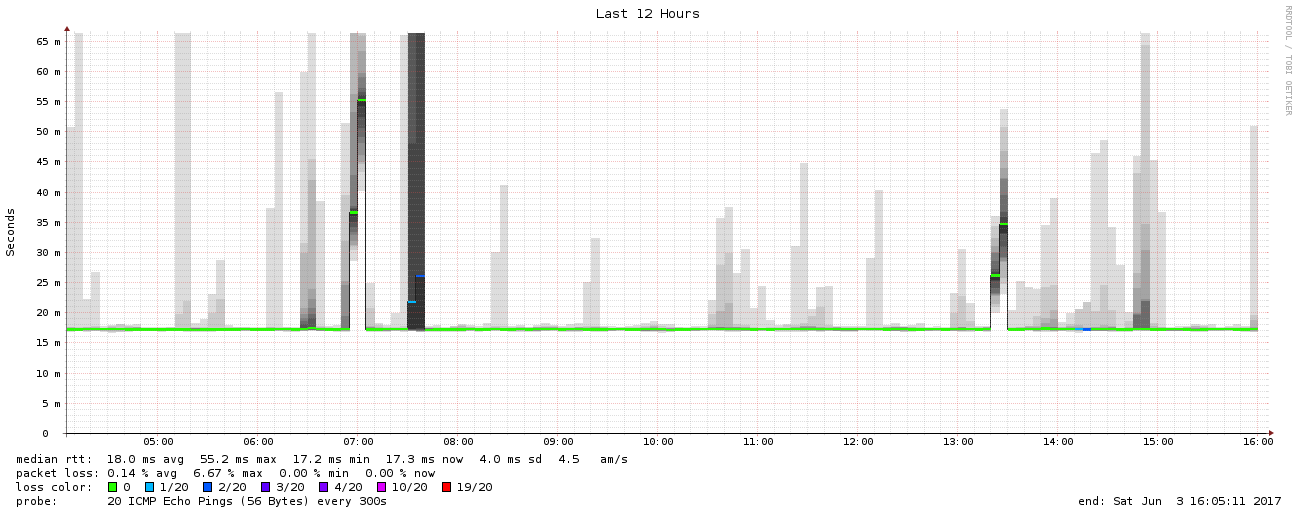 Last 12 Hours
RRDTOOL / TOBI OETIKER
Seconds
65 m
60 m
55 m
50 m
45 m
40 m
35 m
30 m
25 m
20 m
15 m
10 m
5 m
0
05:00 06:00 07:00 08:00 09:00 10:00 11:00 12:00 13:00 14:00 15:00 16:00
median rtt: 18.0 ms avg 55.2 ms max 17.2 ms min 17.3 ms now 4.0 ms sd 4.5 am/s
packet loss: 0.14 % avg 6.67 % max 0.00 % min 0.00 % now
loss color: 0 1/20 2/20 3/20 4/20 10/20 19/20
probe: 20 ICMP Echo Pings (56 Bytes) every 300s end: Sat Jun 3 16:05:11 2017